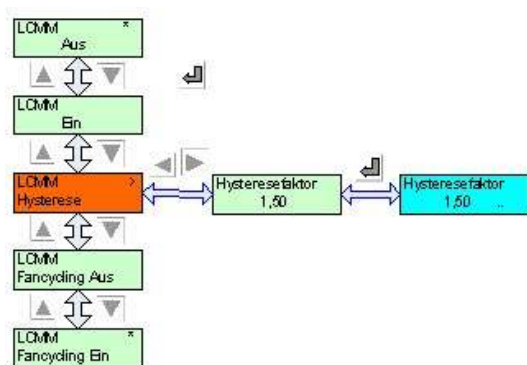 LCMM *
Aus
LCMM
Ein
LCMM >
Hysterese
Hysteresefaktor
1,50
Hysteresefaktor
1,50 ..
LCMM
Fancycling Aus
LCMM *
Fancycling Ein